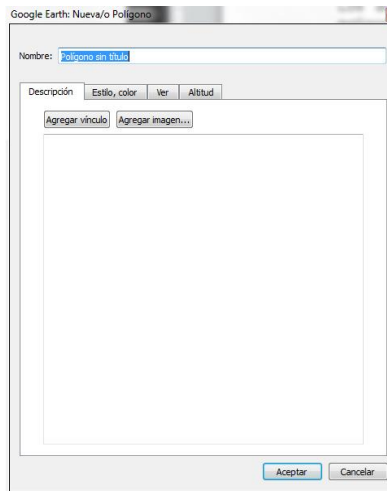 Google Earth: Nueva/o Polígono
Nombre: Polígono sin título
Descripción Estilo, color Ver Altitud
Agregar vínculo Agregar imagen...
Aceptar Cancelar